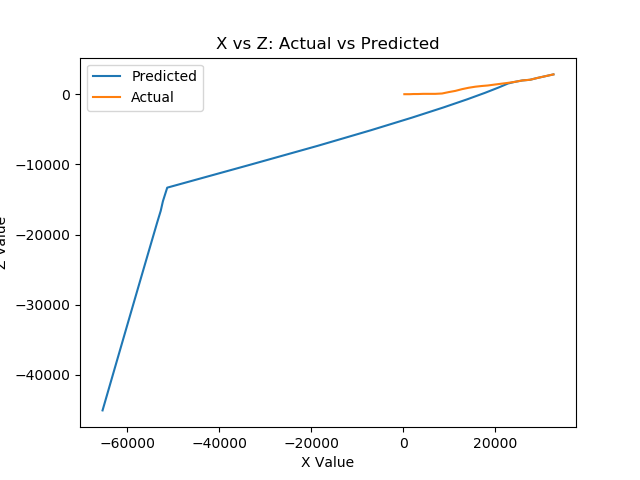 X vs Z: Actual vs Predicted
Predicted
Actual
0
−10000
−20000
−30000
−40000
Z Value
−60000
−40000
−20000
0
20000
X Value